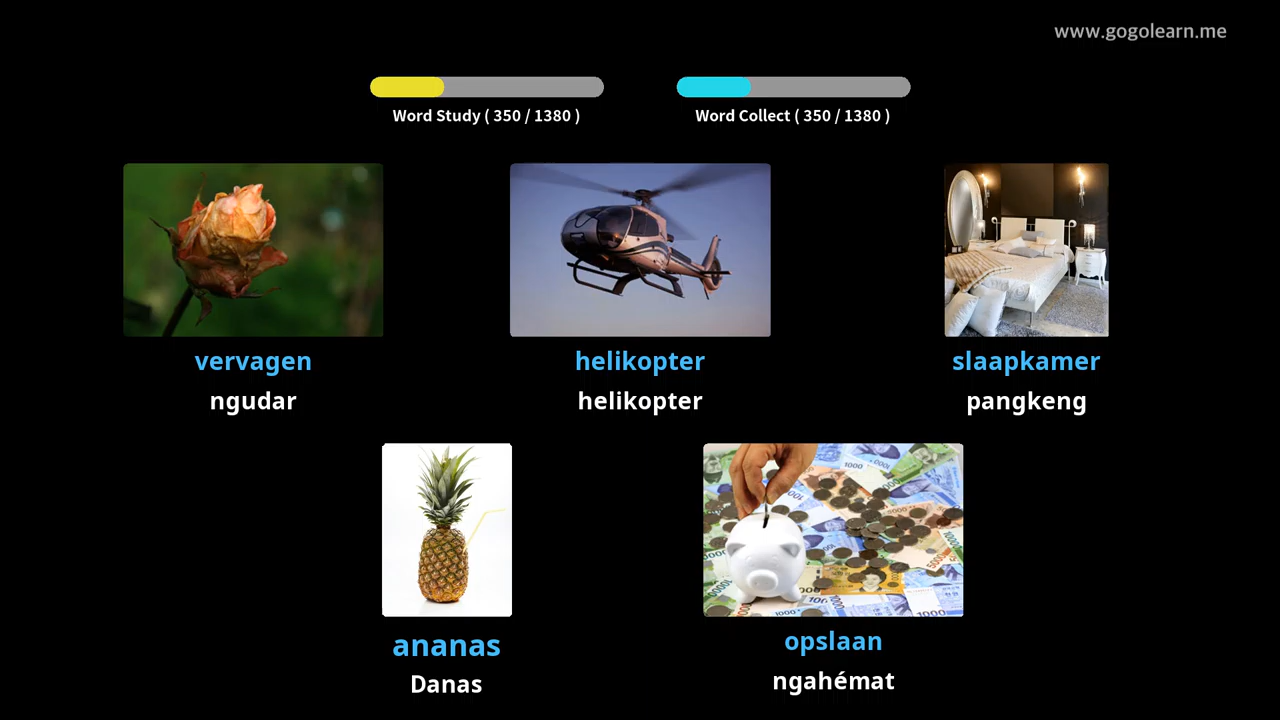 www.gogolearn.me
Word Study ( 350 / 1380 )
Word Collect ( 350 / 1380 )
vervagen
ngudar
helikopter
helikopter
slaapkamer
pangkeng
ananas
Danas
opslaan
ngahémat